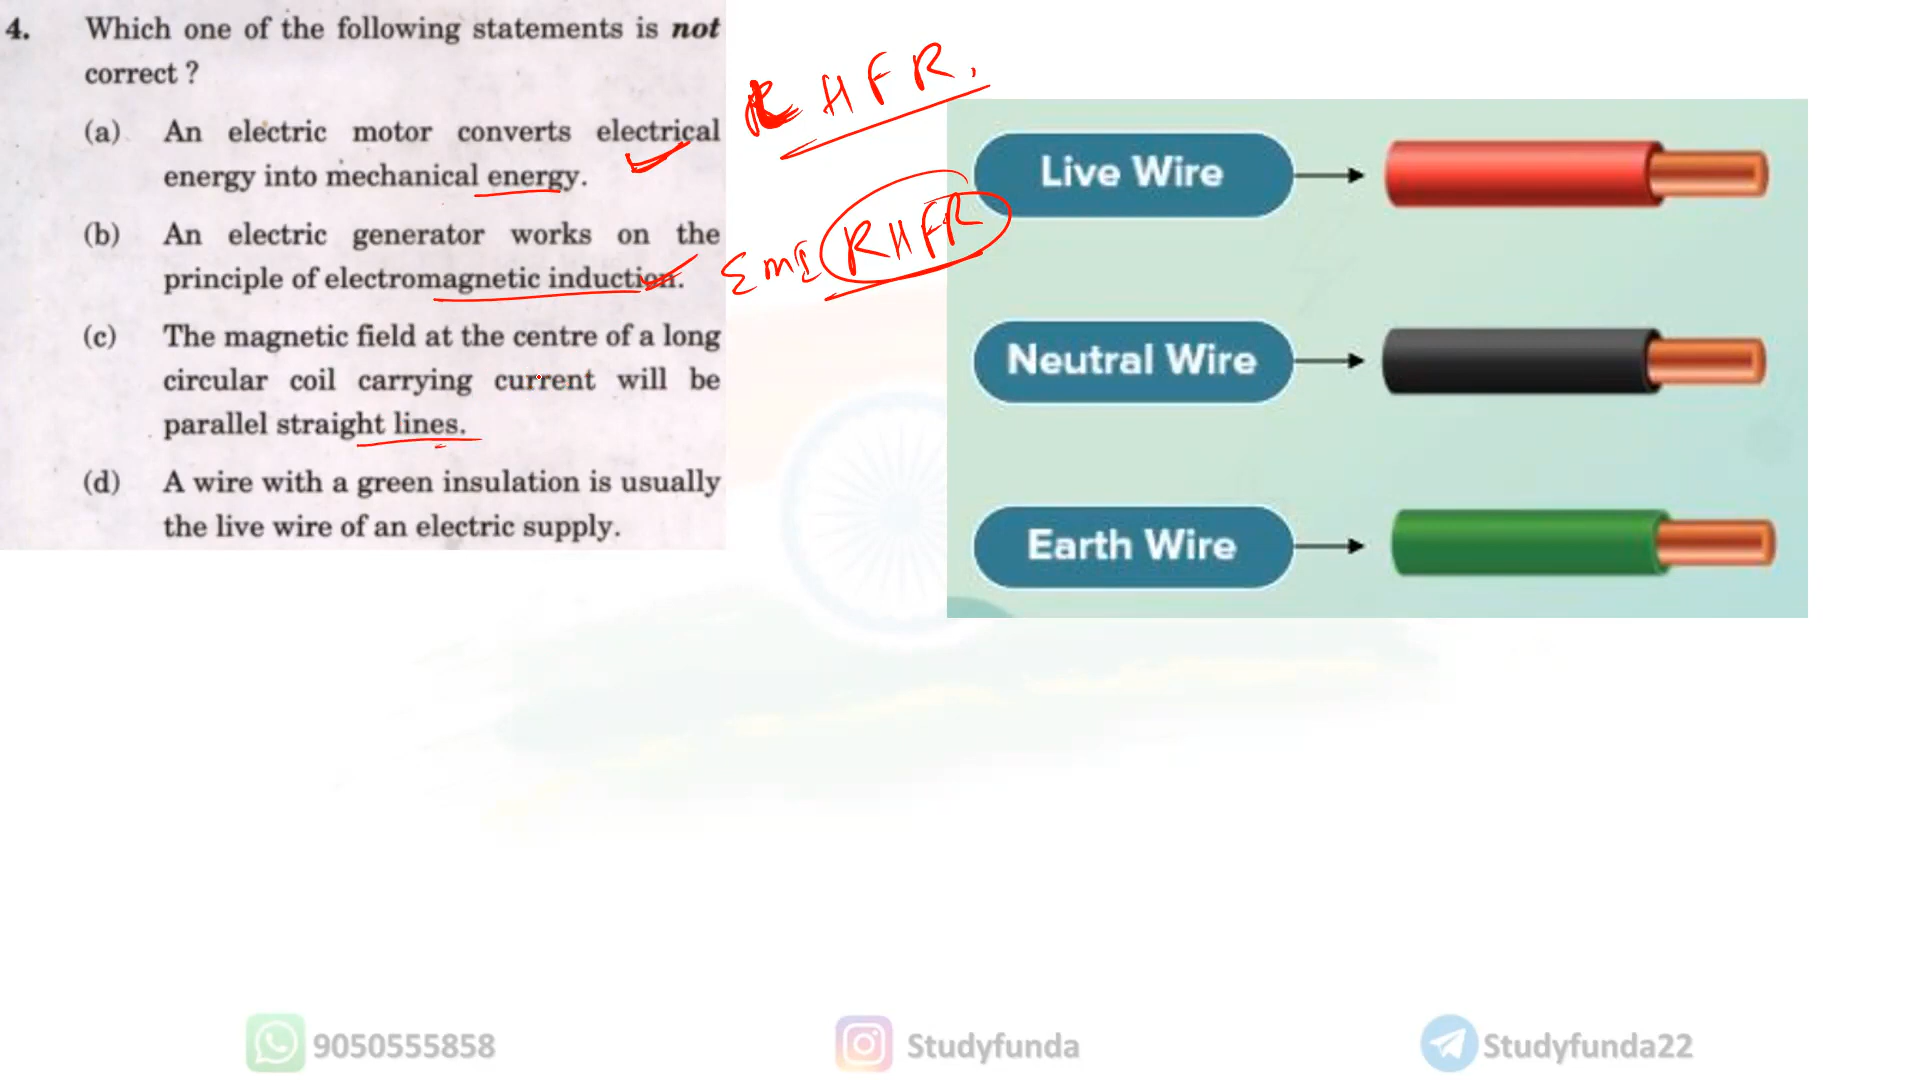 4. Which one of the following statements is not
correct ?
(a) An electric motor converts electrical
energy into mechanical energy.
(b) An electric generator works on the
principle of electromagnetic induction.
(c) The magnetic field at the centre of a long
circular coil carrying current will be
parallel straight lines.
(d) A wire with a green insulation is usually
the live wire of an electric supply.
HFR.
EMI RHFR
Live Wire
Neutral Wire
Earth Wire
9050555858
Studyfunda
Studyfunda22